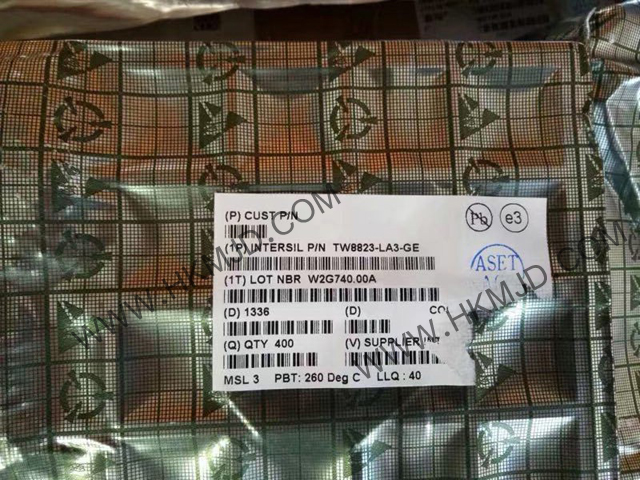 (P) CUST P/N
Pb
e3
(1P) INTERSIL P/N TW8823-LA3-GE
ASET
(1T) LOT NBR W2G740.00A
(D) 1336 (D)
(Q) QTY 400 (V) SUPPLIER
MSL 3 PBT: 260 Deg C LLQ : 40
WWW.HKMJD.COM
WWW.HKMJD.COM